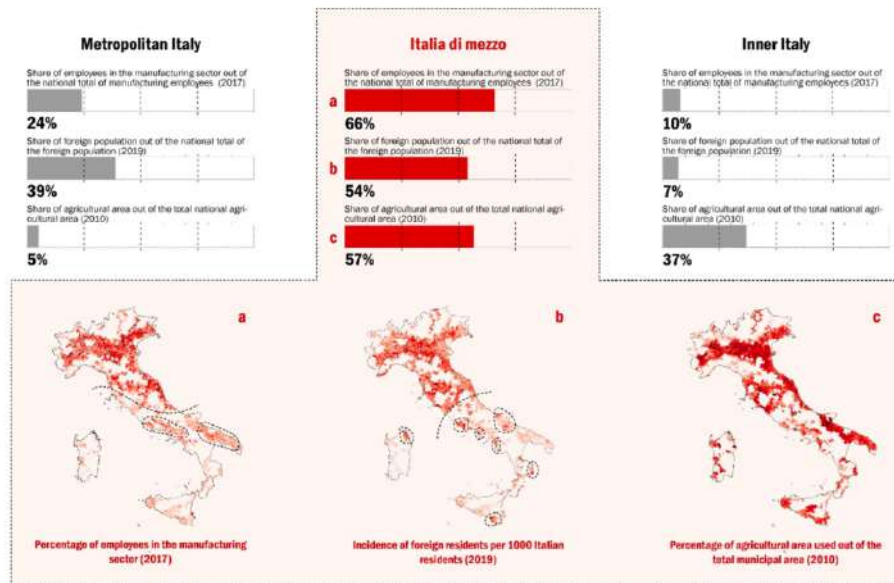 Metropolitan Italy
Share of employees in the manufacturing sector out of
the national total of manufacturing employees (2017)
24%
Share of foreign population out of the national total of
the foreign population (2019)
39%
Share of agricultural area out of the total national agri-
cultural area (2010)
5%
Italia di mezzo
Share of employees in the manufacturing sector out of
the national total of manufacturing employees (2017)
a
66%
Share of foreign population out of the national total of
the foreign population (2019)
b
54%
Share of agricultural area out of the total national agri-
cultural area (2010)
c
57%
Inner Italy
Share of employees in the manufacturing sector out of
the national total of manufacturing employees (2017)
10%
Share of foreign population out of the national total of
the foreign population (2019)
7%
Share of agricultural area out of the total national agri-
cultural area (2010)
37%
a
Percentage of employees in the manufacturing
sector (2017)
b
Incidence of foreign residents per 1000 Italian
residents (2019)
c
Percentage of agricultural area used out of the
total municipal area (2010)